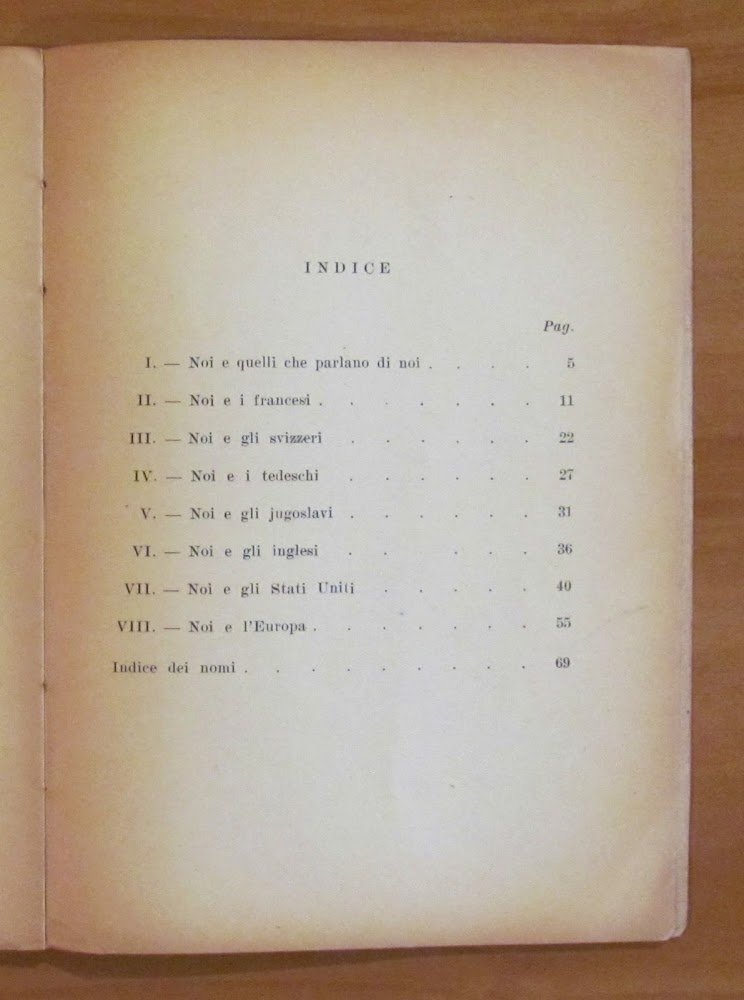 INDICE
Pag.
I. — Noi e quelli che parlano di noi . . . . 5
II. — Noi e i francesi . . . . . . . 11
III. — Noi e gli svizzeri . . . . . . 22
IV. — Noi e i tedeschi . . . . . . 27
V. — Noi e gli jugoslavi . . . . . . 31
VI. — Noi e gli inglesi . . . . . 36
VII. — Noi e gli Stati Uniti . . . . . 40
VIII. — Noi e l'Europa . . . . . . . 55
Indice dei nomi . . . . . . . . . 69